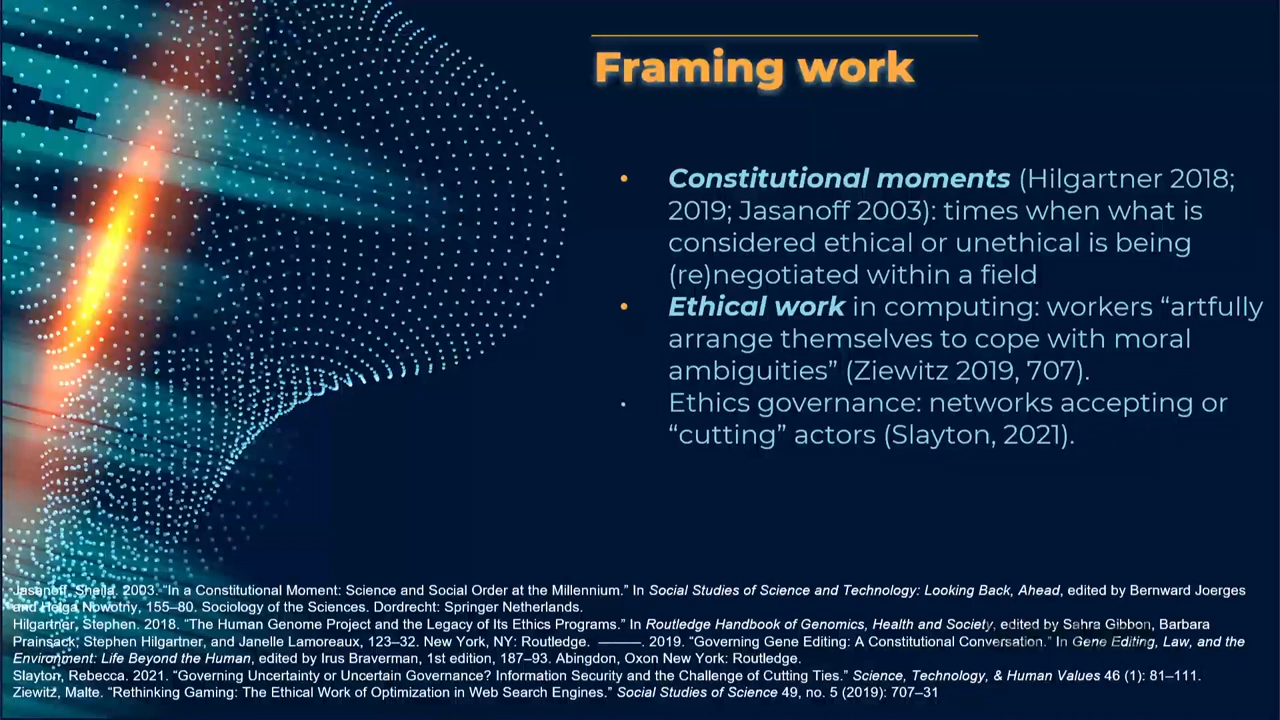 Framing work
• Constitutional moments (Hilgartner 2018;
2019; Jasanoff 2003): times when what is
considered ethical or unethical is being
(re)negotiated within a field
• Ethical work in computing: workers “artfully
arrange themselves to cope with moral
ambiguities” (Ziewitz 2019, 707).
• Ethics governance: networks accepting or
“cutting” actors (Slayton, 2021).
Jasanoff, Sheila. 2003. “In a Constitutional Moment: Science and Social Order at the Millennium.” In Social Studies of Science and Technology: Looking Back, Ahead, edited by Bernward Joerges
and Helga Nowotny, 155–80. Sociology of the Sciences. Dordrecht: Springer Netherlands.
Hilgartner, Stephen. 2018. “The Human Genome Project and the Legacy of Its Ethics Programs.” In Routledge Handbook of Genomics, Health and Society, edited by Sahra Gibbon, Barbara
Prainsack, Stephen Hilgartner, and Janelle Lamoreaux, 123–32. New York, NY: Routledge. ———. 2019. “Governing Gene Editing: A Constitutional Conversation.” In Gene Editing, Law, and the
Environment: Life Beyond the Human, edited by Irus Braverman, 1st edition, 187–93. Abingdon, Oxon New York: Routledge.
Slayton, Rebecca. 2021. “Governing Uncertainty or Uncertain Governance? Information Security and the Challenge of Cutting Ties.” Science, Technology, & Human Values 46 (1): 81–111.
Ziewitz, Malte. “Rethinking Gaming: The Ethical Work of Optimization in Web Search Engines.” Social Studies of Science 49, no. 5 (2019): 707–31